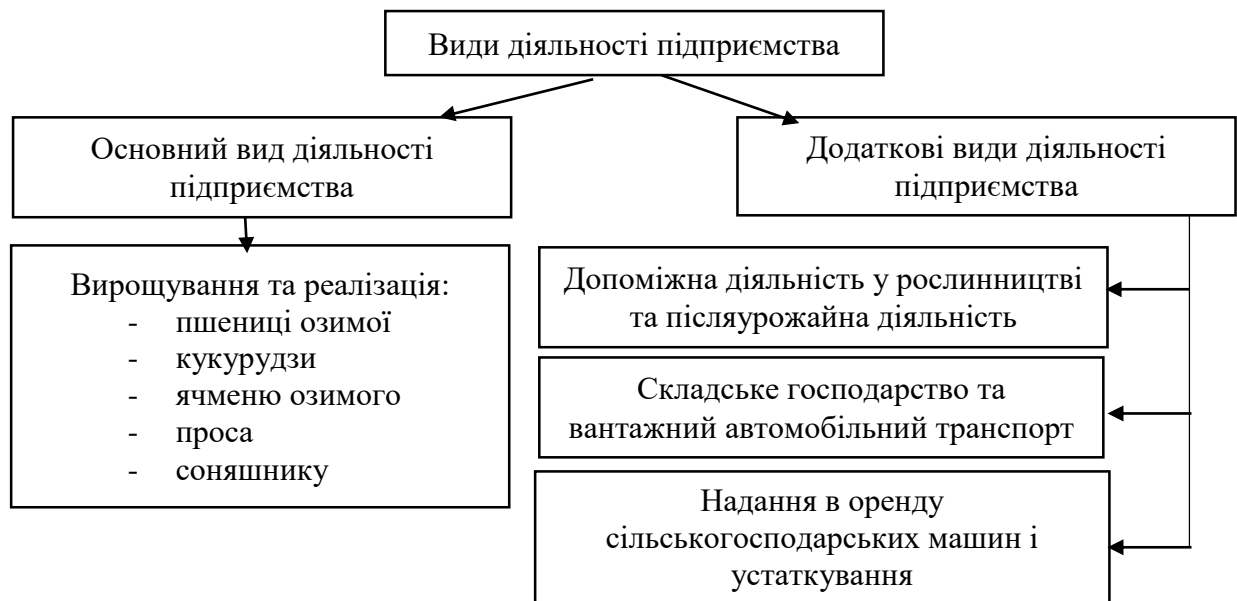 Види діяльності підприємства
Основний вид діяльності
підприємства
Додаткові види діяльності
підприємства
Вирощування та реалізація:
- пшениці озимої
- кукурудзи
- ячменю озимого
- проса
- соняшнику
Допоміжна діяльність у рослинництві
та післяурожайна діяльність
Складське господарство та
вантажний автомобільний транспорт
Надання в оренду
сільськогосподарських машин і
устаткування